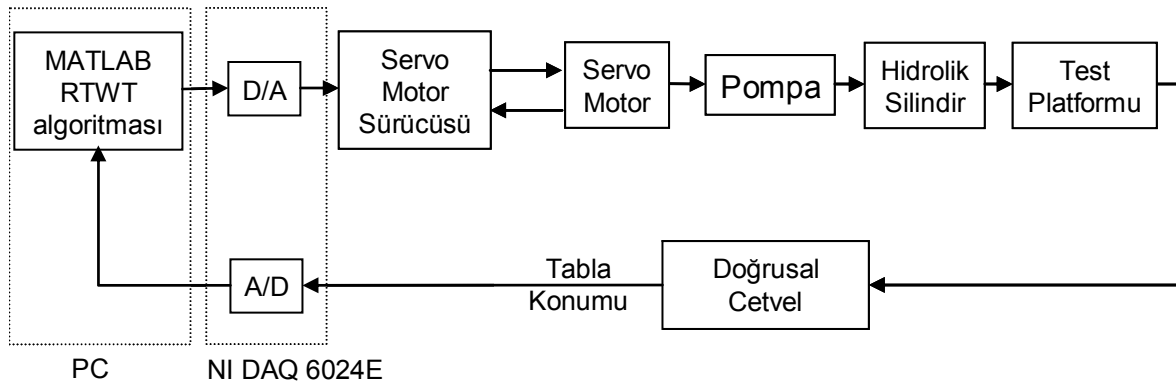 MATLAB
RTWT
algoritması
D/A
Servo
Motor
Sürücüsü
Servo
Motor
Pompa
Hidrolik
Silindir
Test
Platformu
A/D
Tabla
Konumu
Doğrusal
Cetvel
PC
NI DAQ 6024E